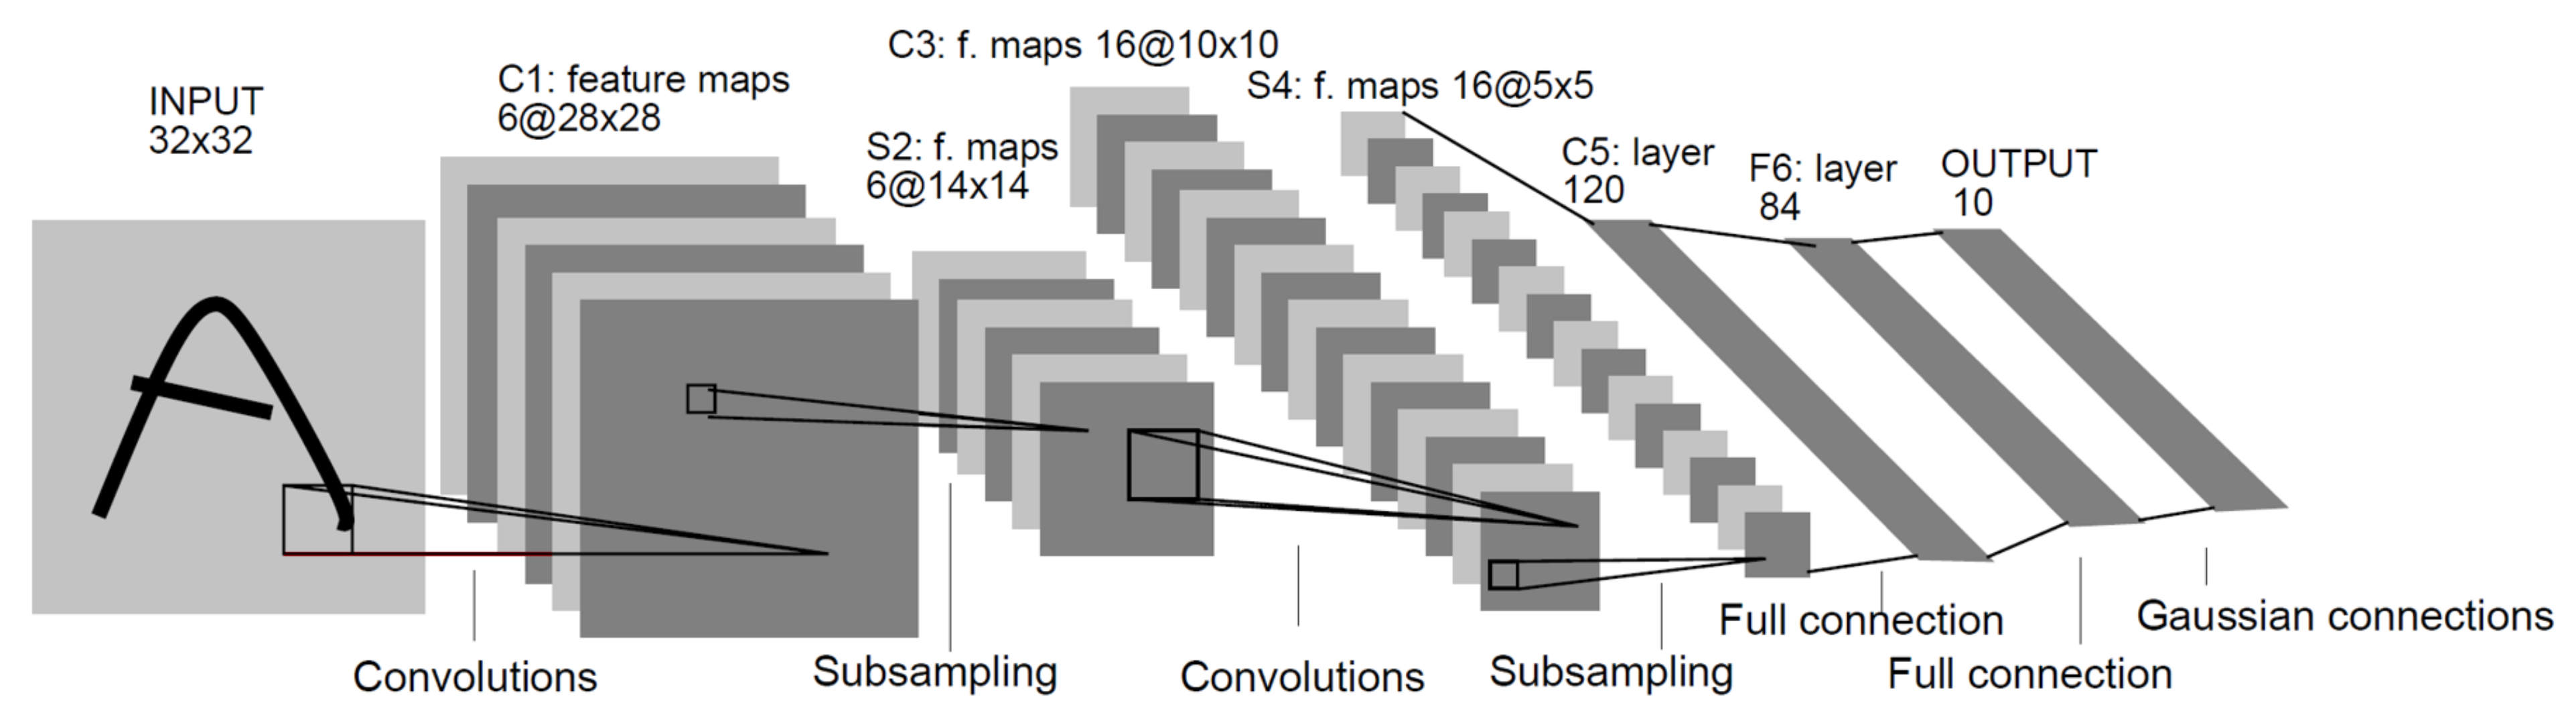 INPUT
32x32
C1: feature maps
6@28x28
S2: f. maps
6@14x14
C3: f. maps 16@10x10
S4: f. maps 16@5x5
C5: layer
120
F6: layer
84
OUTPUT
10
Convolutions
Subsampling
Convolutions
Subsampling
Full connection
Full connection
Gaussian connections